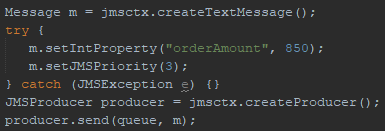 Message m = jmsctx.createTextMessage();
try {
    m.setIntProperty("orderAmount", 850);
    m.setJMSPriority(3);
} catch (JMSException e) {}
JMSProducer producer = jmsctx.createProducer();
producer.send(queue, m);